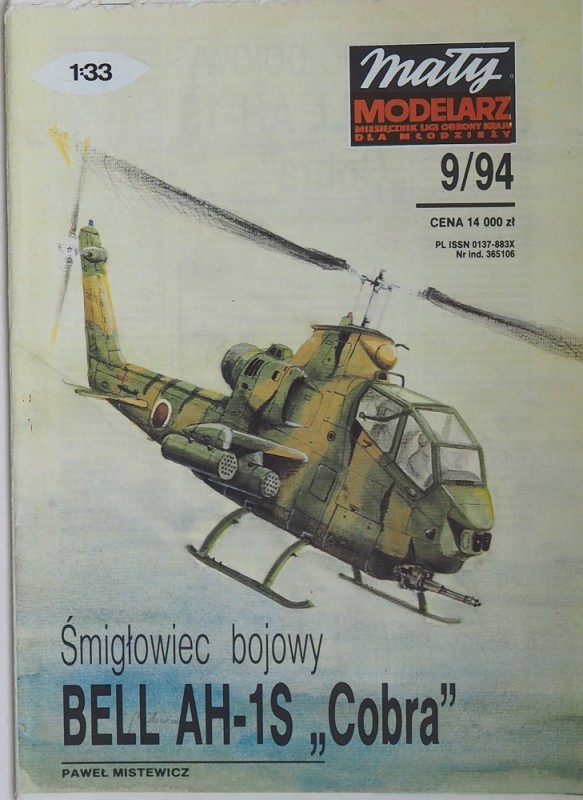 1:33
mały
MODELARZ
MIESIĘCZNIK LIGI OBRONY KRAJU
DLA MŁODZIEŻY
9/94
CENA 14 000 zł
PL ISSN 0137-883X
Nr ind. 365106
Śmigłowiec bojowy
BELL AH-1S „Cobra”
PAWEŁ MISTEWICZ